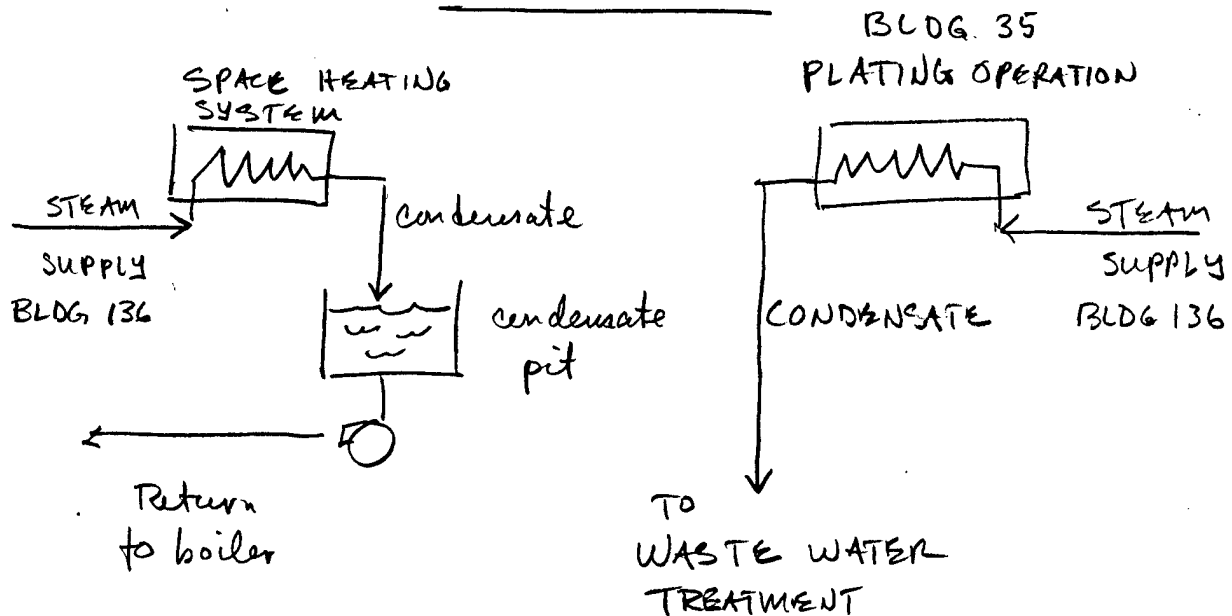 SPACE HEATING
SYSTEM
STEAM
SUPPLY
BLDG 136
condensate
condensate
pit
Return
to boiler
BLDG. 35
PLATING OPERATION
STEAM
SUPPLY
BLDG 136
CONDENSATE
TO
WASTE WATER
TREATMENT